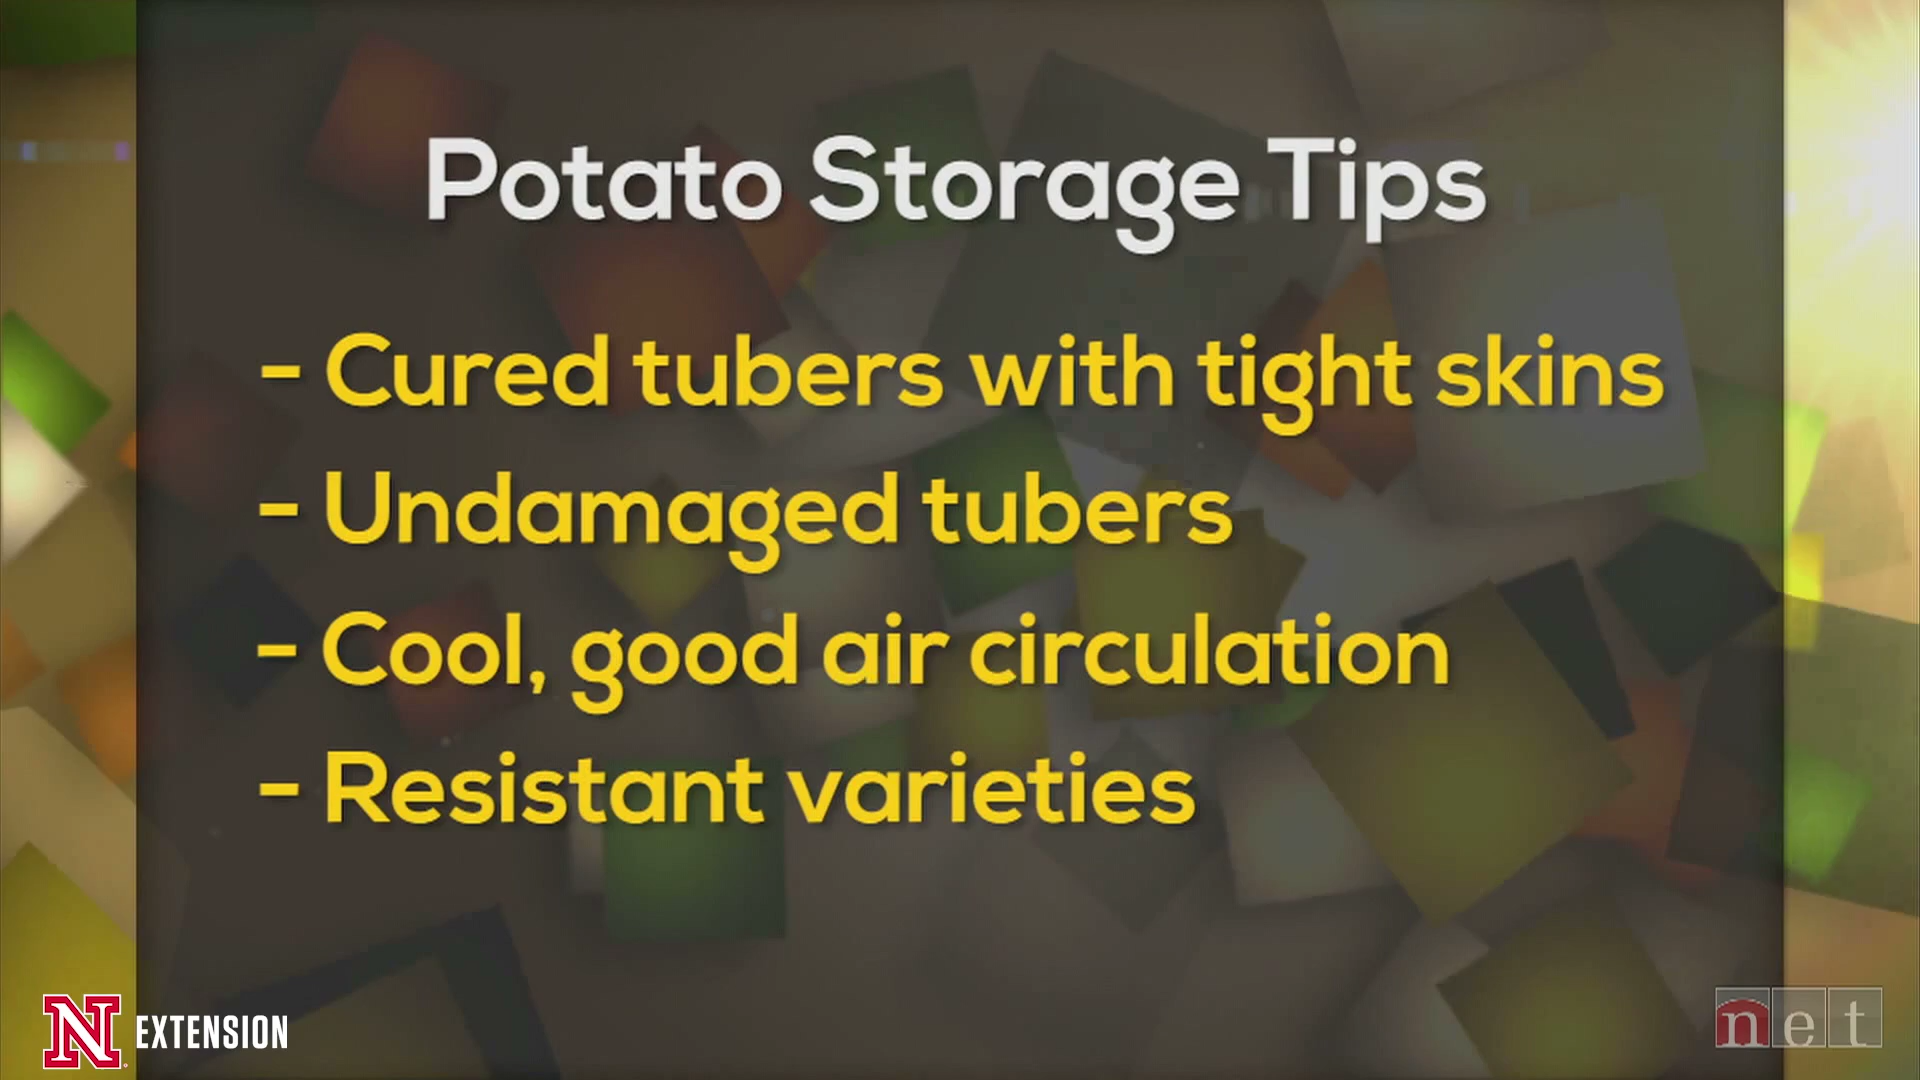 Potato Storage Tips
- Cured tubers with tight skins
- Undamaged tubers
- Cool, good air circulation
- Resistant varieties
N EXTENSION
net